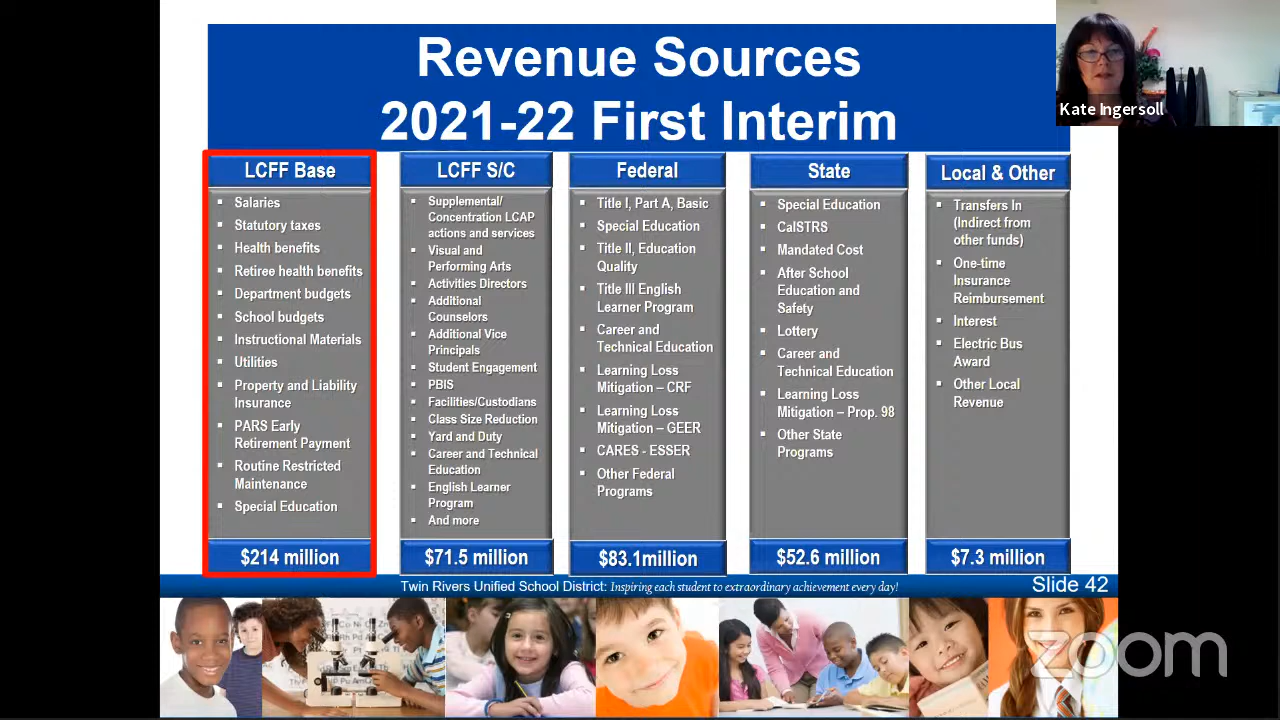 Revenue Sources
2021-22 First Interim
Kate Ingersoll
LCFF Base
Salaries
Statutory taxes
Health benefits
Retiree health benefits
Department budgets
School budgets
Instructional Materials
Utilities
Property and Liability
Insurance
PARS Early
Retirement Payment
Routine Restricted
Maintenance
Special Education
$214 million
LCFF S/C
Supplemental/
Concentration LCAP
actions and services
Visual and
Performing Arts
Activities Directors
Additional
Counselors
Additional Vice
Principals
Student Engagement
PBIS
Facilities/Custodians
Class Size Reduction
Yard and Duty
Career and Technical
Education
English Learner
Program
And more
$71.5 million
Federal
Title I, Part A, Basic
Special Education
Title II, Education
Quality
Title III English
Learner Program
Career and
Technical Education
Learning Loss
Mitigation – CRF
Learning Loss
Mitigation – GEER
CARES - ESSER
Other Federal
Programs
$83.1million
State
Special Education
CalSTRS
Mandated Cost
After School
Education and
Safety
Lottery
Career and
Technical Education
Learning Loss
Mitigation – Prop. 98
Other State
Programs
$52.6 million
Local & Other
Transfers In
(Indirect from
other funds)
One-time
Insurance
Reimbursement
Interest
Electric Bus
Award
Other Local
Revenue
$7.3 million
Twin Rivers Unified School District: Inspiring each student to extraordinary achievement every day!
Slide 42
zoom